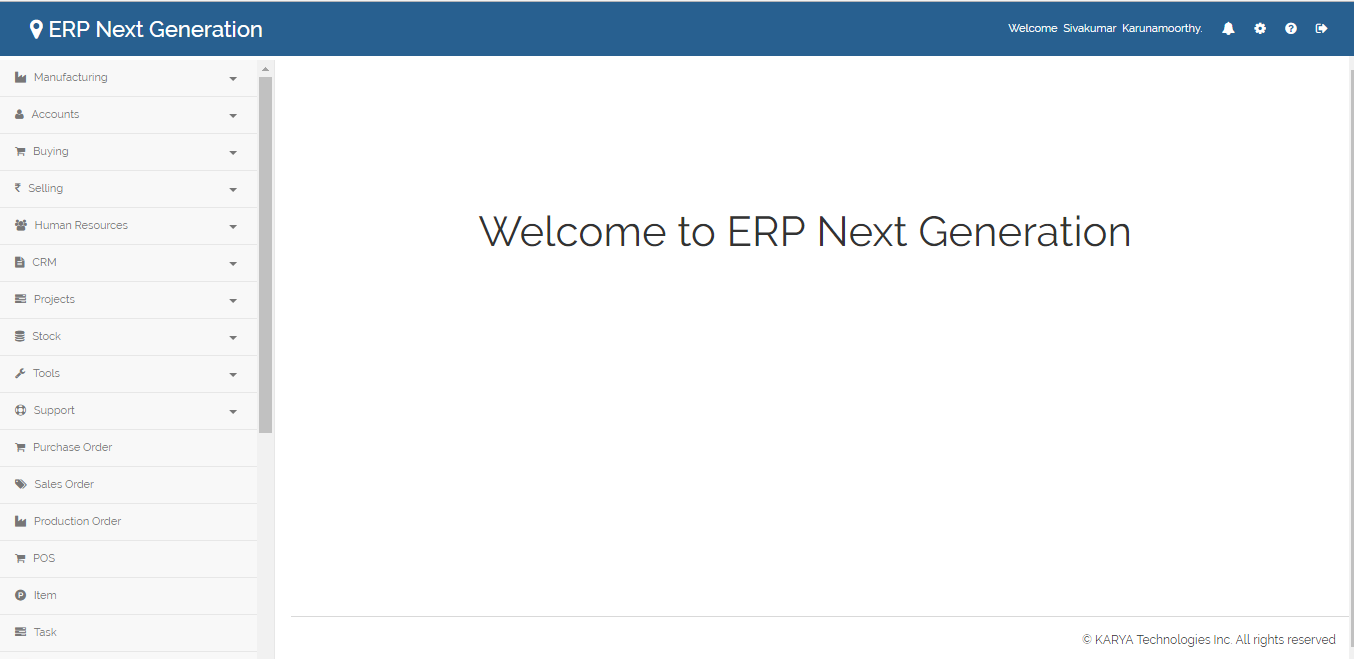 ERP Next Generation
Welcome Sivakumar Karunamoorthy.
Manufacturing
Accounts
Buying
Selling
Human Resources
CRM
Projects
Stock
Tools
Support
Purchase Order
Sales Order
Production Order
POS
Item
Task
Welcome to ERP Next Generation
© KARYA Technologies Inc. All rights reserved